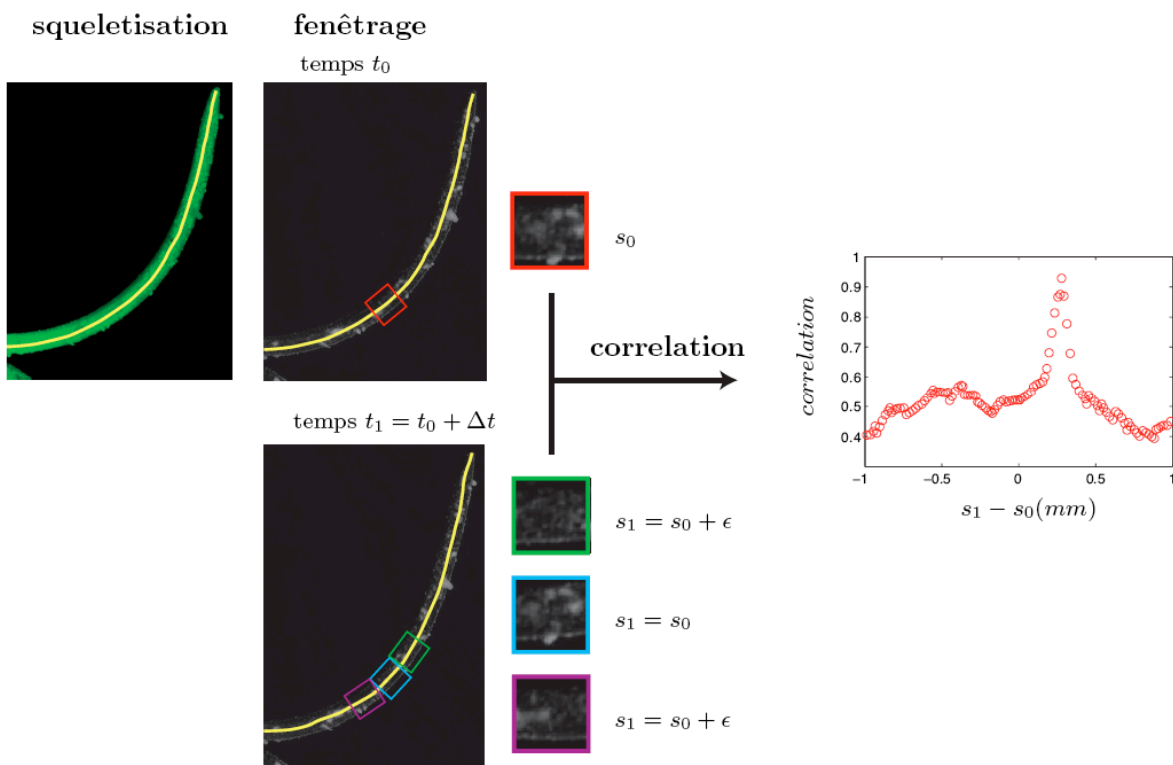 squeletisation
fenêtrage
temps t₀
s₀
correlation
temps t₁ = t₀ + Δt
s₁ = s₀ + ϵ
s₁ = s₀
s₁ = s₀ + ϵ
correlation
1
0.9
0.8
0.7
0.6
0.5
0.4
−1
−0.5
0
0.5
1
s₁ − s₀(mm)